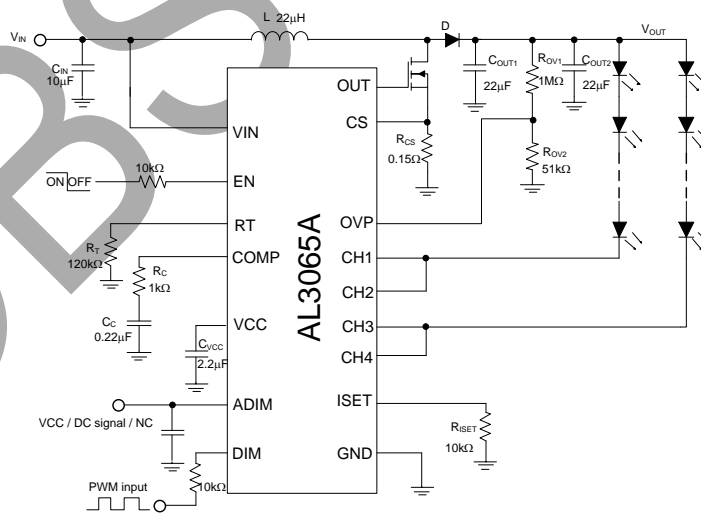 L 22µH
D
VIN
VOUT
CIN
10µF
COUT1
22µF
ROV1
1MΩ
COUT2
22µF
OUT
CS
RCS
0.15Ω
ROV2
51kΩ
VIN
ON OFF
10kΩ
EN
RT
RT
120kΩ
OVP
COMP
RC
1kΩ
CH1
CH2
CC
0.22µF
VCC
CVCC
2.2µF
CH3
CH4
AL3065A
ADIM
VCC / DC signal / NC
ISET
RISET
10kΩ
DIM
10kΩ
GND
PWM input